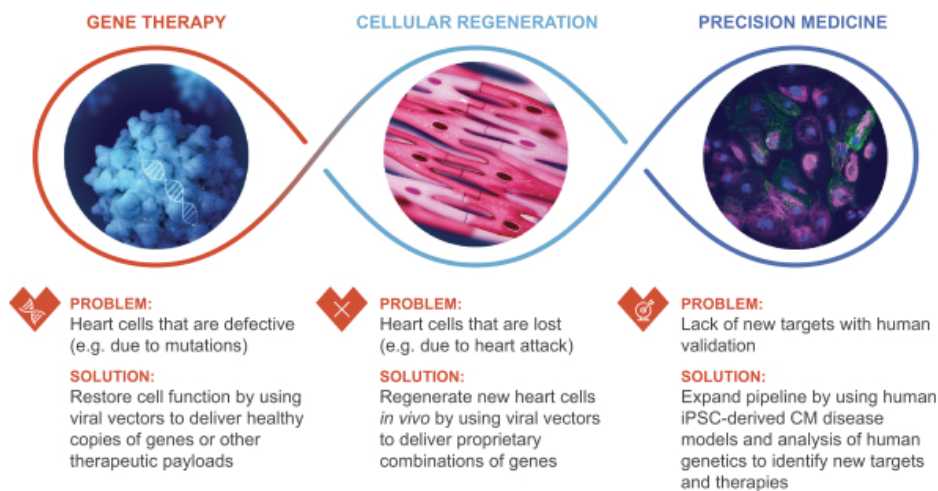 GENE THERAPY
PROBLEM:
Heart cells that are defective
(e.g. due to mutations)
SOLUTION:
Restore cell function by using
viral vectors to deliver healthy
copies of genes or other
therapeutic payloads
CELLULAR REGENERATION
PROBLEM:
Heart cells that are lost
(e.g. due to heart attack)
SOLUTION:
Regenerate new heart cells
in vivo by using viral vectors
to deliver proprietary
combinations of genes
PRECISION MEDICINE
PROBLEM:
Lack of new targets with human
validation
SOLUTION:
Expand pipeline by using human
iPSC-derived CM disease
models and analysis of human
genetics to identify new targets
and therapies